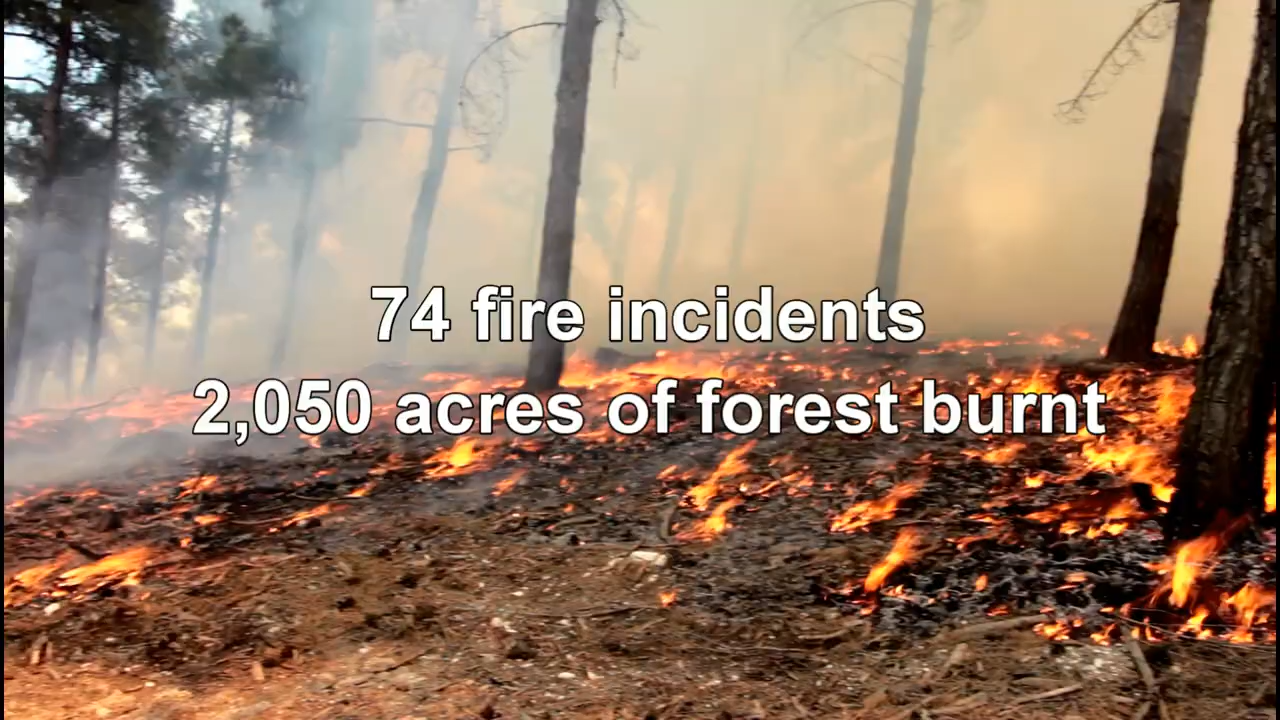 74 fire incidents
2,050 acres of forest burnt